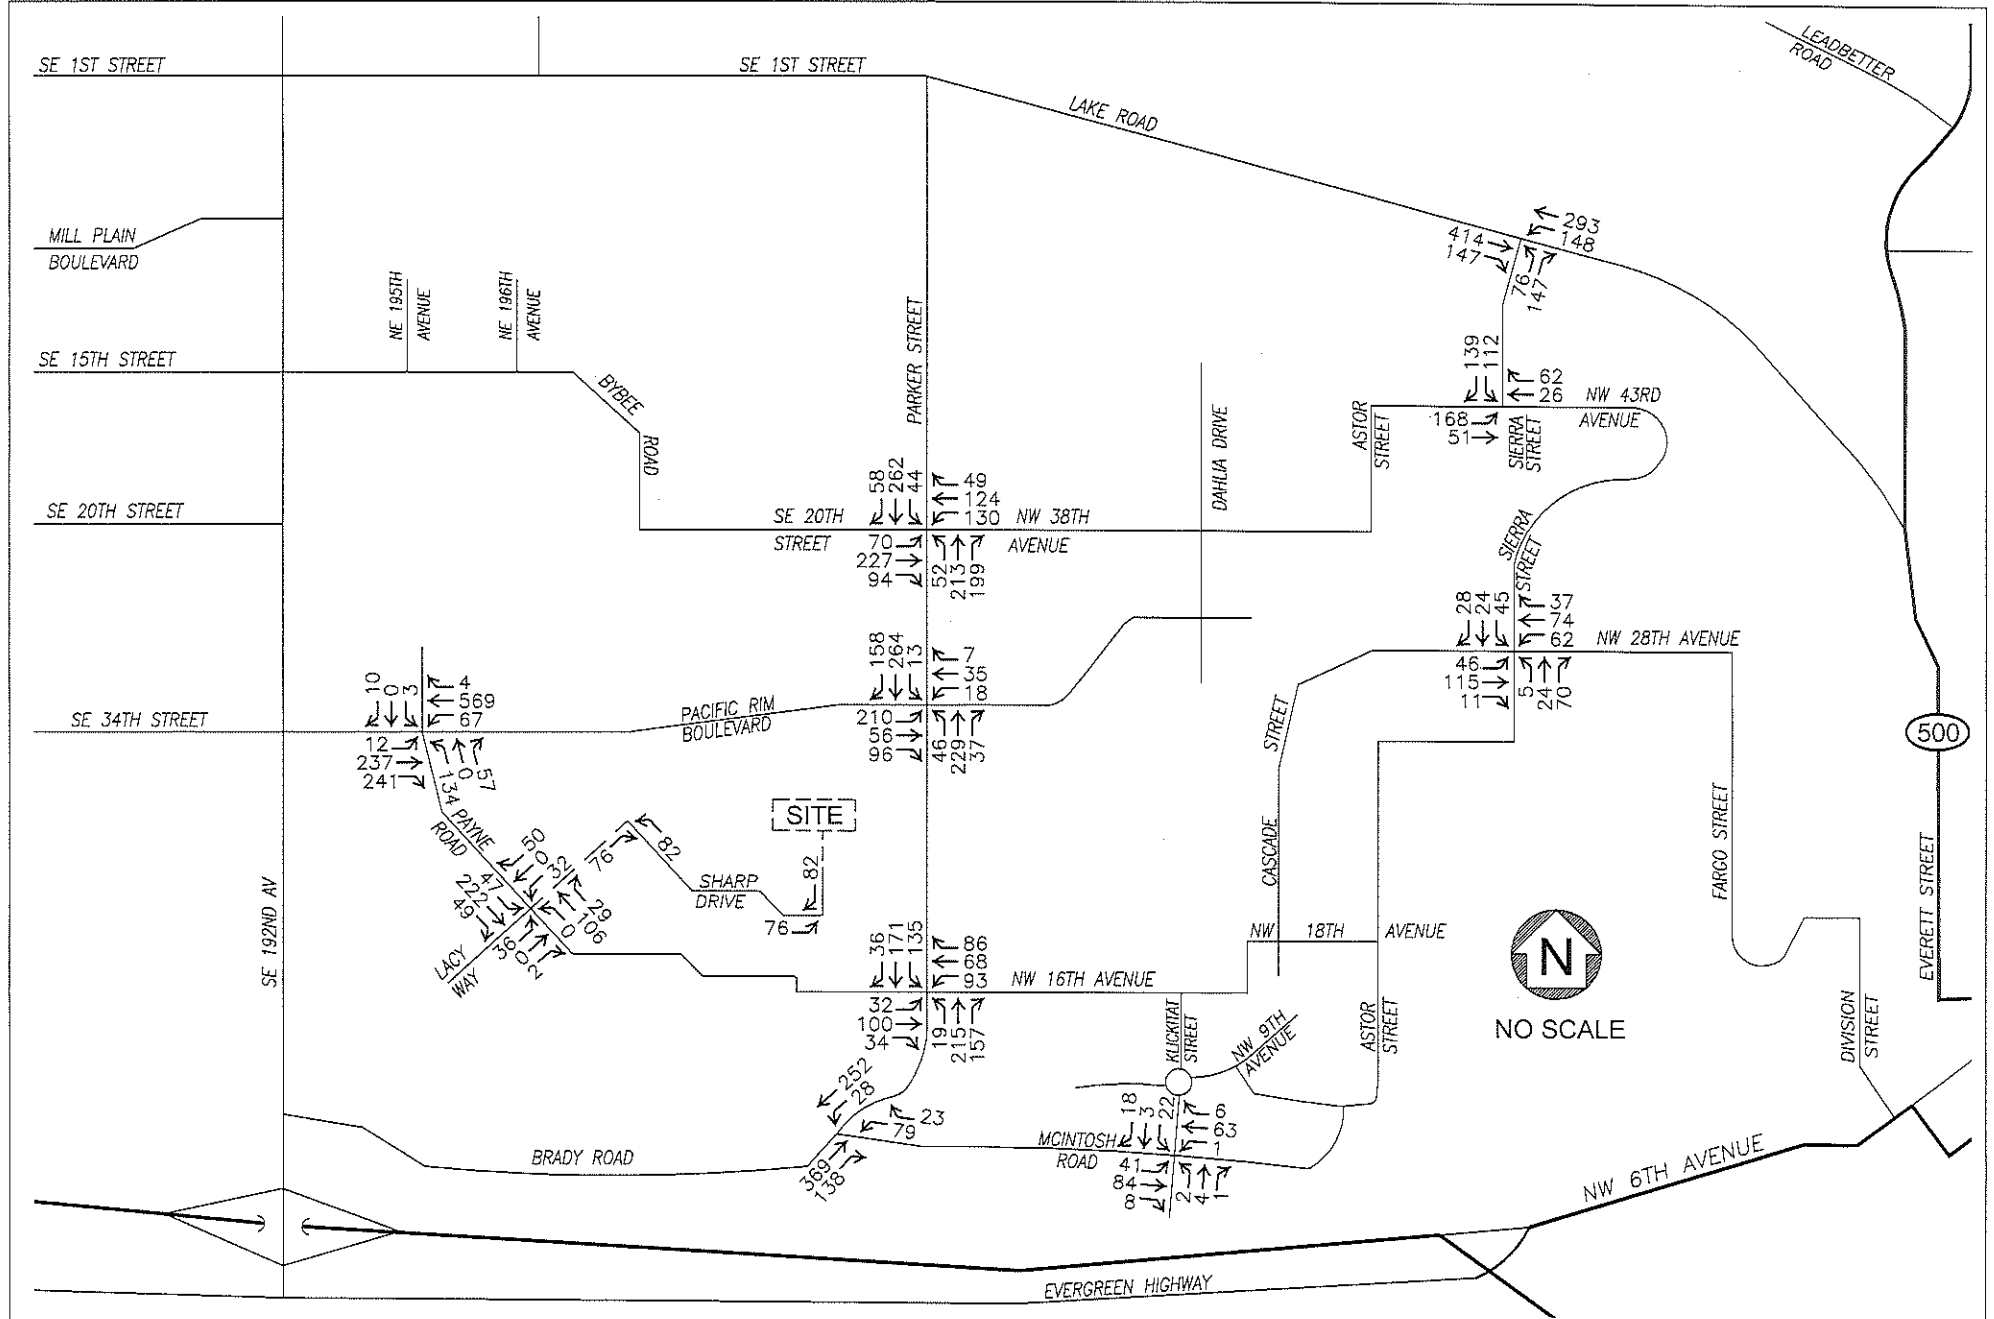 LEADBETTER
ROAD
SE 1ST STREET
SE 1ST STREET
LAKE ROAD
MILL PLAIN
BOULEVARD
293
148
414
147
76
147
NE 195TH
AVENUE
NE 196TH
AVENUE
PARKER STREET
SE 15TH STREET
BYBEE
ROAD
139
112
62
26
NW 43RD
AVENUE
168
51
SIERRA
STREET
ASTOR
STREET
DAHLIA DRIVE
58
262
44
49
124
130
SE 20TH STREET
SE 20TH
STREET
NW 38TH
AVENUE
70
227
94
52
213
199
SIERRA
STREET
28
24
45
37
74
62
NW 28TH AVENUE
46
115
11
5
24
70
158
264
13
7
35
18
210
56
96
46
229
37
10
0
3
4
569
67
SE 34TH STREET
PACIFIC RIM
BOULEVARD
12
237
241
134
0
57
500
PAYNE
ROAD
SITE
50
0
32
47
222
49
29
106
0
36
0
2
LACY
WAY
76
82
SHARP
DRIVE
82
76
CASCADE
STREET
FARGO STREET
EVERETT STREET
SE 192ND AV
36
171
135
86
68
93
NW 16TH AVENUE
NW 18TH AVENUE
32
100
34
19
215
157
N
NO SCALE
KLICKITAT
STREET
NW 9TH
AVENUE
ASTOR
STREET
DIVISION
STREET
252
28
23
79
369
138
18
3
22
6
63
1
MCINTOSH
ROAD
41
84
8
2
4
1
BRADY ROAD
NW 6TH AVENUE
EVERGREEN HIGHWAY